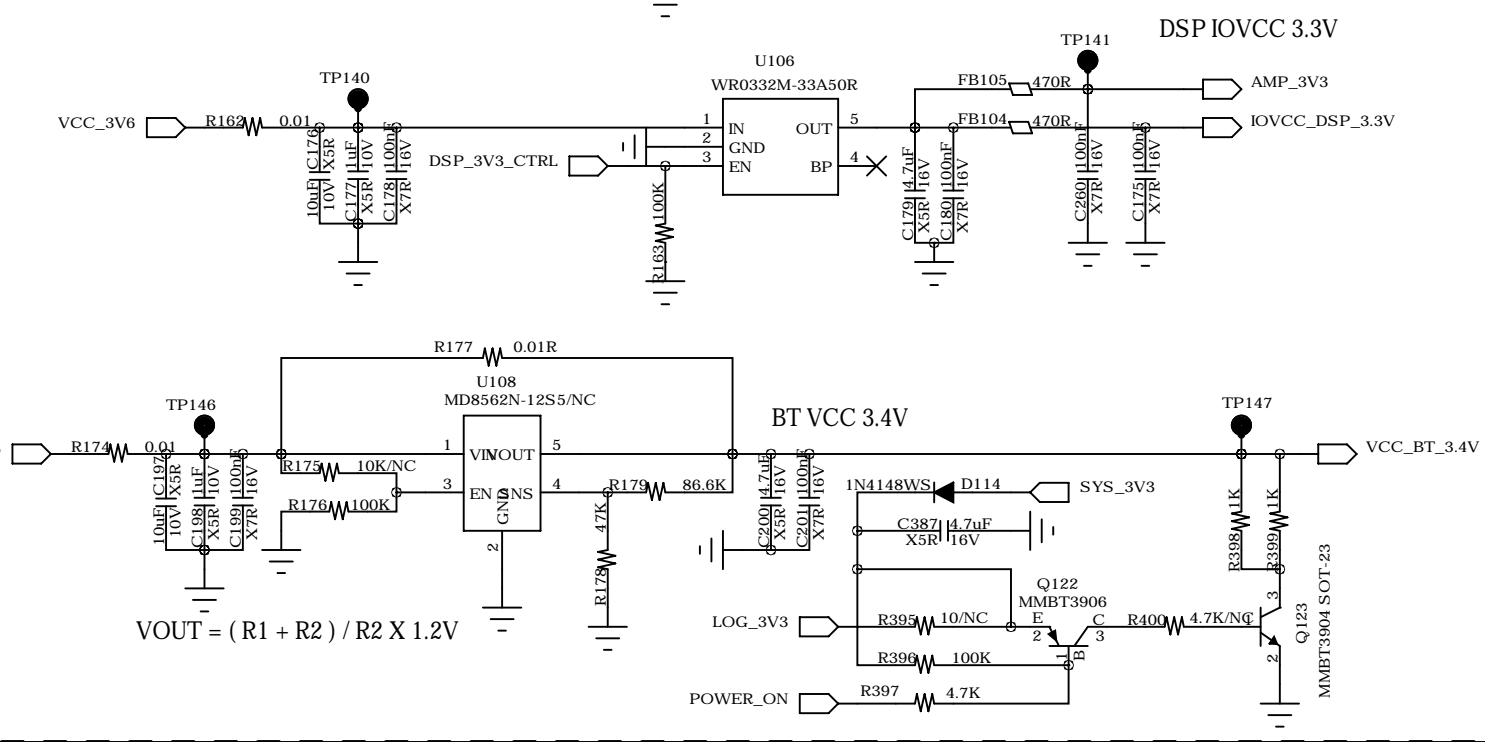 DSP IOVCC 3.3V
TP141
U106
WR0332M-33A50R
TP140
FB105 470R
AMP_3V3
VCC_3V6
R162 0.01
1 IN
OUT 5
FB104 470R
IOVCC_DSP_3.3V
2 GND
DSP_3V3_CTRL
3 EN
BP 4
10uF C176
10V X5R
C177 1uF
X5R 10V
C178 100nF
X7R 16V
R163 100K
C179 4.7uF
X5R 16V
C180 100nF
X7R 16V
C260 100nF
X7R 16V
C175 100nF
X7R 16V
R177 0.01R
U108
MD8562N-12S5/NC
TP146
BT VCC 3.4V
TP147
R174 0.01
1 VIN
VOUT 5
VCC_BT_3.4V
R175 10K/NC
3 EN
SNS 4
GND
2
R176 100K
R179 86.6K
R178 47K
10uF C197
10V X5R
C198 1uF
X5R 10V
C199 100nF
X7R 16V
C200 4.7uF
X5R 16V
C201 100nF
X7R 16V
1N4148WS D114
SYS_3V3
C387 4.7uF
X5R 16V
R398 1K
R399 1K
Q122
MMBT3906
LOG_3V3
R395 10/NC
E
2
C
3
1
B
R400 4.7K/NC
1
3
2
Q123
MMBT3904 SOT-23
R396 100K
POWER_ON
R397 4.7K
VOUT = ( R1 + R2 ) / R2 X 1.2V